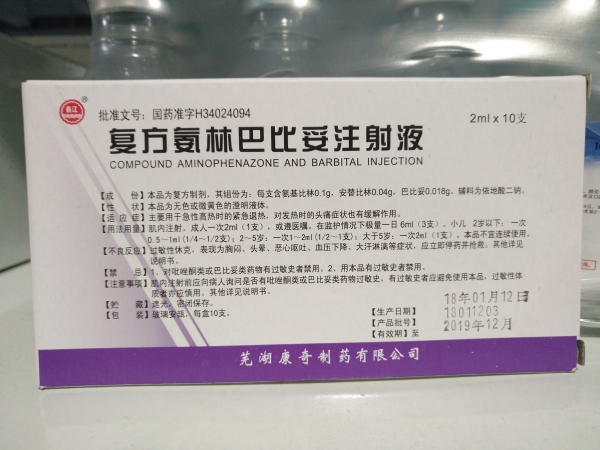 长江
®
批准文号：国药准字H34024094
2ml x 10支
复方氨林巴比妥注射液
COMPOUND AMINOPHENAZONE AND BARBITAL INJECTION
【成 份】本品为复方制剂，其组份为：每支含氨基比林0.1g，安替比林0.04g，巴比妥0.018g，辅料为依地酸二钠。
【性 状】本品为无色或微黄色的澄明液体。
【适 应 症】主要用于急性高热时的紧急退热，对发热时的头痛症状也有缓解作用。
【用法用量】肌内注射。成人一次2ml（1支），或遵医嘱。在监护情况下极量一日 6ml（3支）。小儿 2岁以下：一次
0.5~1ml(1/4~1/2支)；2~5岁：一次1~2ml(1/2~1支)；大于5岁：一次2ml（1支）。本品不宜连续使用。
【不良反应】过敏性休克，表现为胸闷、头晕、恶心呕吐、血压下降、大汗淋漓等症状，应立即停药并抢救。其他详见
说明书。
【禁 忌】1．对吡唑酮类或巴比妥类药物有过敏史者禁用。2．用本品有过敏史者禁用。
【注意事项】肌内注射前应向病人询问是否有吡唑酮类或巴比妥类药物过敏史，有过敏史者应避免使用本品，过敏性体
质者亦应慎用。其他详见说明书。
【贮 藏】遮光，密闭保存。
【包 装】玻璃安瓿，每盒10支。
【生产日期】18年01月12日
【产品批号】18011203
【有效期】至 2019年12月
芜湖康奇制药有限公司